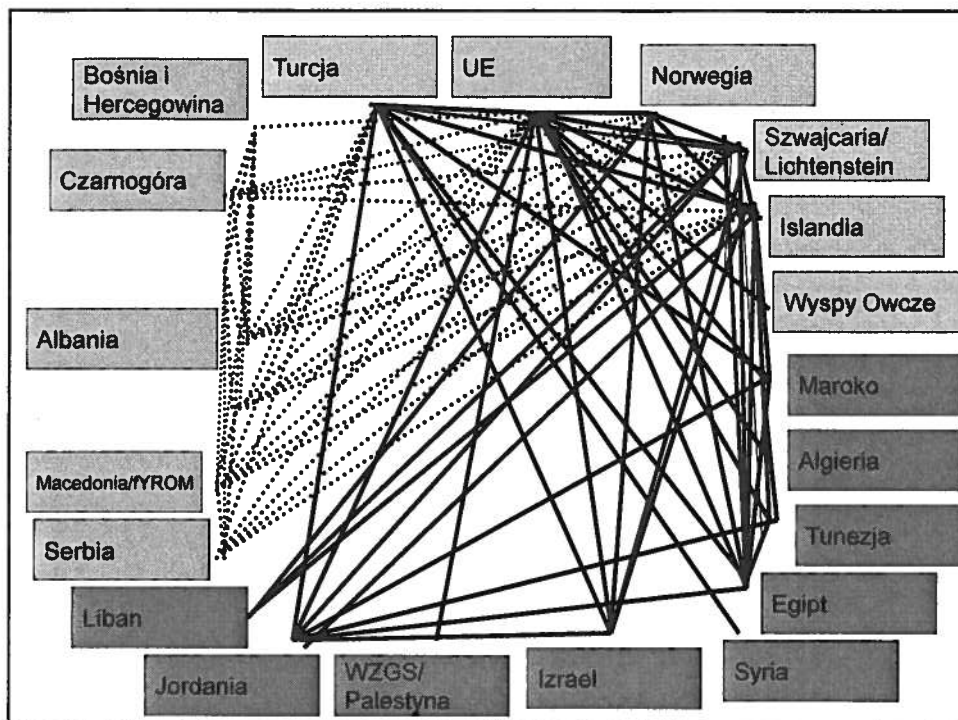 Bośnia i
Hercegowina
Turcja
UE
Norwegia
Szwajcaria/
Lichtenstein
Czarnogóra
Islandia
Wyspy Owcze
Albania
Maroko
Algieria
Macedonia/fYROM
Tunezja
Serbia
Egipt
Liban
Jordania
WZGS/
Palestyna
Izrael
Syria